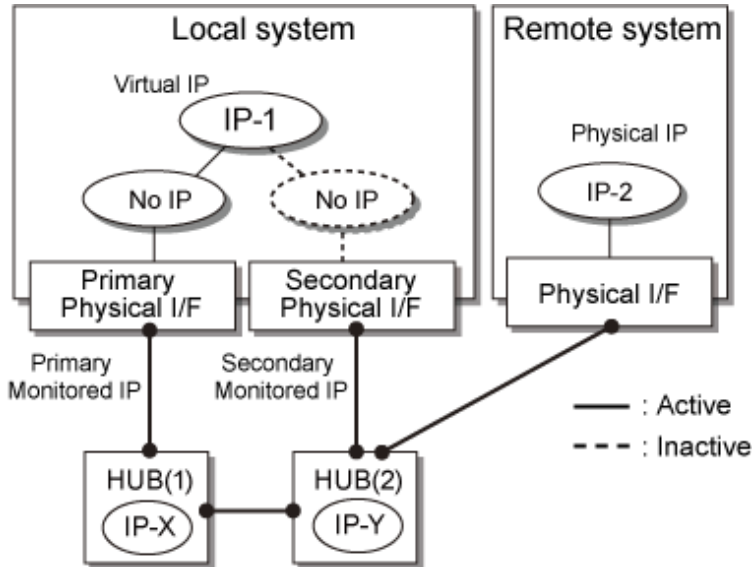 Local system
Remote system
Virtual IP
IP-1
Physical IP
No IP
No IP
IP-2
Primary
Physical I/F
Secondary
Physical I/F
Physical I/F
Primary
Monitored IP
Secondary
Monitored IP
: Active
: Inactive
HUB(1)
HUB(2)
IP-X
IP-Y